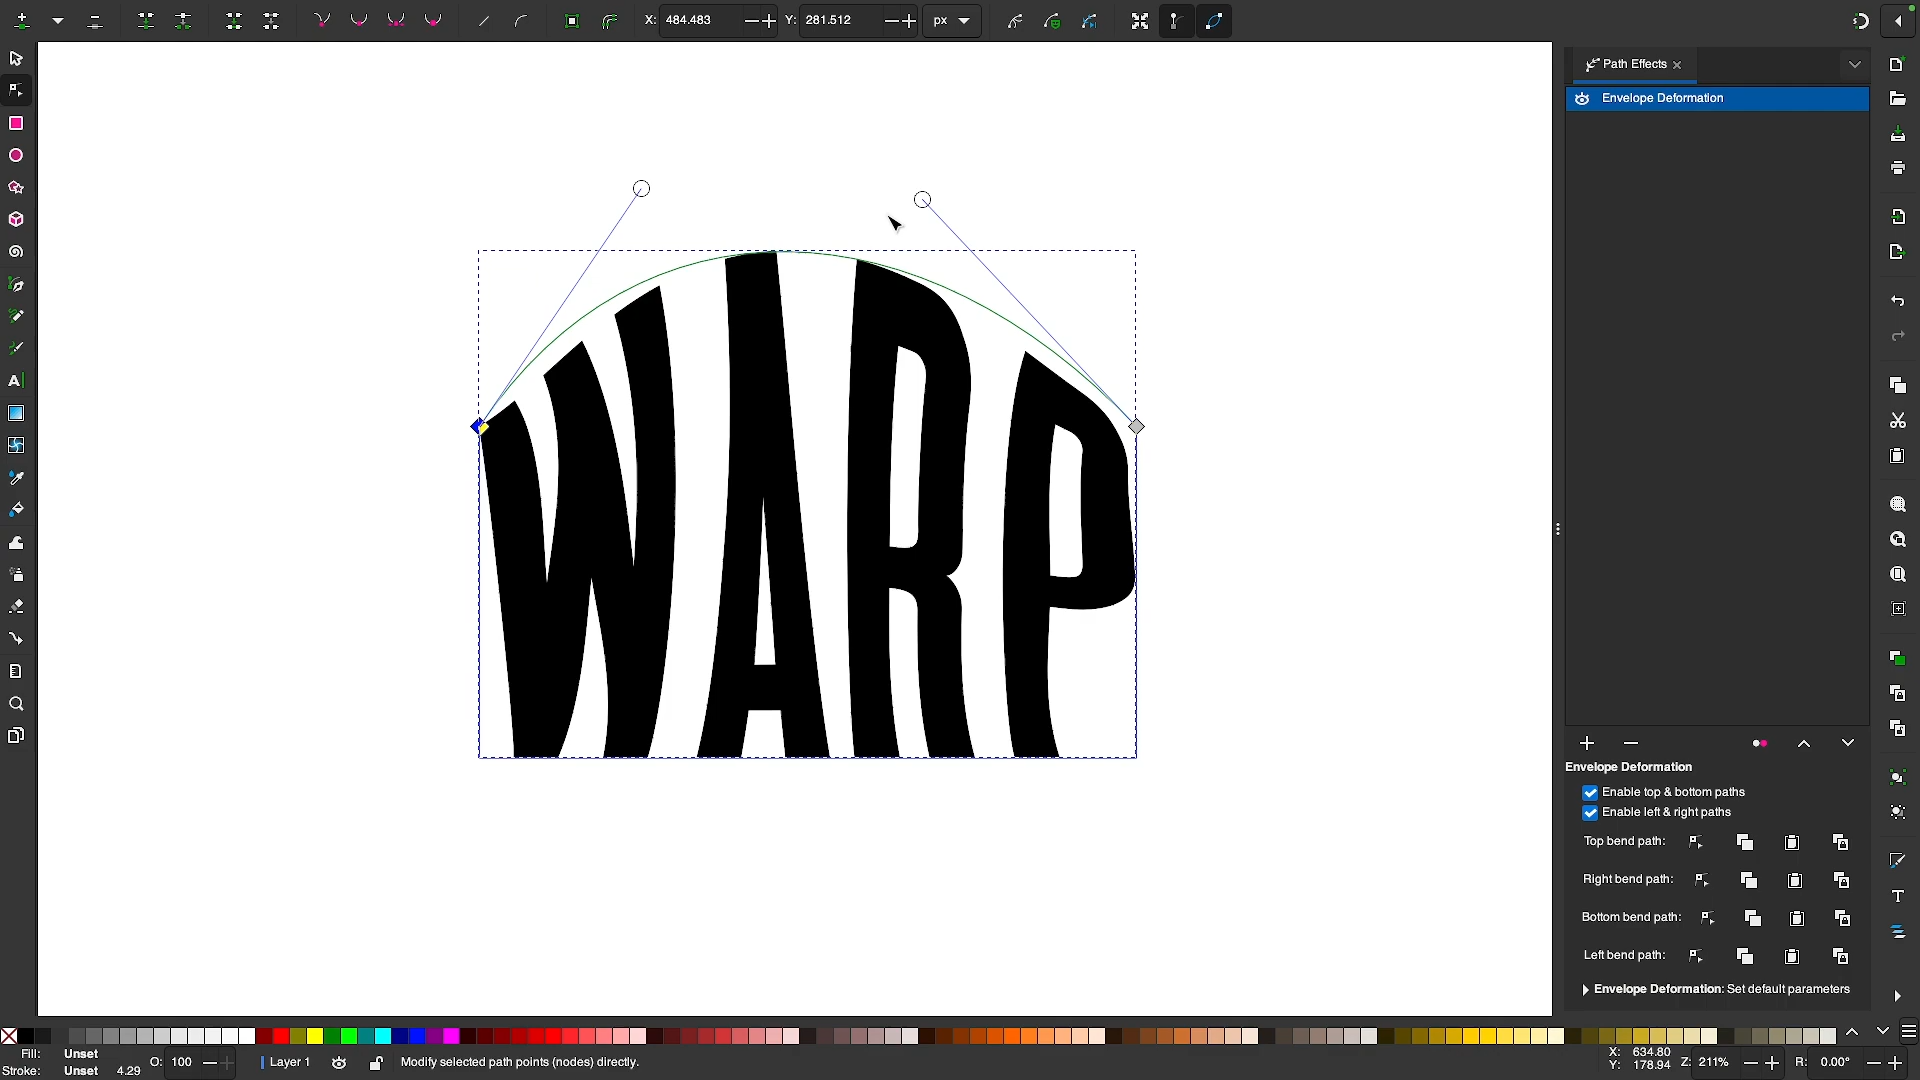 X: 484.483 Y: 281.512 px
Path Effects
Envelope Deformation
A
WARP
Envelope Deformation
Enable top & bottom paths
Enable left & right paths
Top bend path:
Right bend path:
Bottom bend path:
Left bend path:
Envelope Deformation: Set default parameters
T
Fill: Unset
Stroke: Unset 4.29
O: 100
Layer 1
Modify selected path points (nodes) directly.
X: 634.80
Y: 178.94
Z: 211%
R: 0.00°